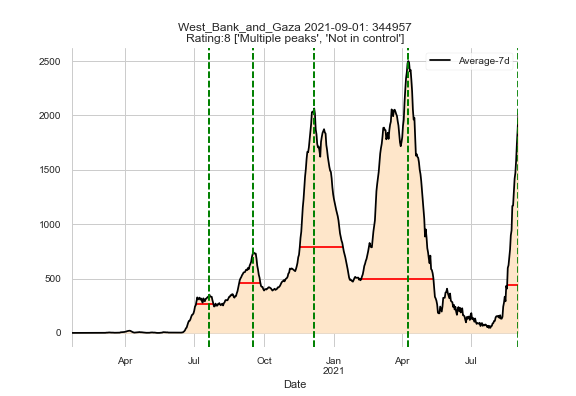 West_Bank_and_Gaza 2021-09-01: 344957
Rating:8 ['Multiple peaks', 'Not in control']
Average-7d
2500
2000
1500
1000
500
0
Apr Jul Oct Jan Apr Jul
2021
Date